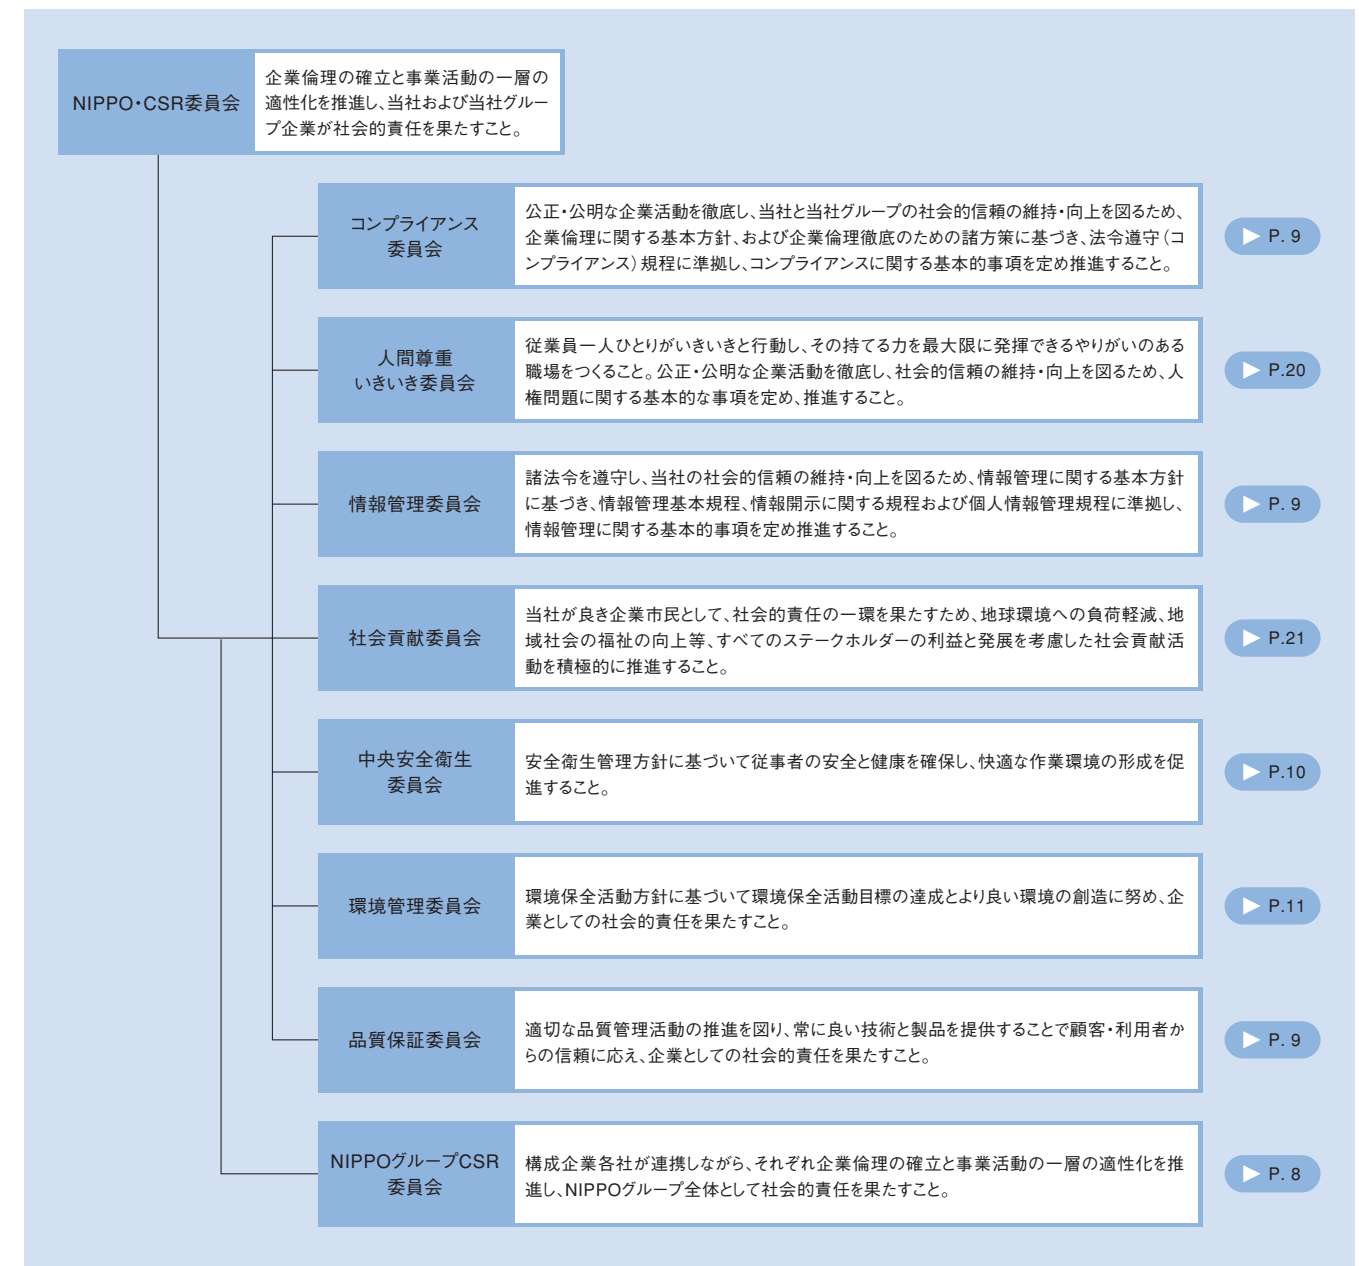 NIPPO・CSR委員会
企業倫理の確立と事業活動の一層の
適性化を推進し、当社および当社グルー
プ企業が社会的責任を果たすこと。
コンプライアンス
委員会
公正・公明な企業活動を徹底し、当社と当社グループの社会的信頼の維持・向上を図るため、
企業倫理に関する基本方針、および企業倫理徹底のための諸方策に基づき、法令遵守（コ
ンプライアンス）規程に準拠し、コンプライアンスに関する基本的事項を定め推進すること。
P. 9
人間尊重
いきいき委員会
従業員一人ひとりがいきいきと行動し、その持てる力を最大限に発揮できるやりがいのある
職場をつくること。公正・公明な企業活動を徹底し、社会的信頼の維持・向上を図るため、人
権問題に関する基本的な事項を定め、推進すること。
P.20
情報管理委員会
諸法令を遵守し、当社の社会的信頼の維持・向上を図るため、情報管理に関する基本方針
に基づき、情報管理基本規程、情報開示に関する規程および個人情報管理規程に準拠し、
情報管理に関する基本的事項を定め推進すること。
P. 9
社会貢献委員会
当社が良き企業市民として、社会的責任の一環を果たすため、地球環境への負荷軽減、地
域社会の福祉の向上等、すべてのステークホルダーの利益と発展を考慮した社会貢献活
動を積極的に推進すること。
P.21
中央安全衛生
委員会
安全衛生管理方針に基づいて従事者の安全と健康を確保し、快適な作業環境の形成を促
進すること。
P.10
環境管理委員会
環境保全活動方針に基づいて環境保全活動目標の達成とより良い環境の創造に努め、企
業としての社会的責任を果たすこと。
P.11
品質保証委員会
適切な品質管理活動の推進を図り、常に良い技術と製品を提供することで顧客・利用者か
らの信頼に応え、企業としての社会的責任を果たすこと。
P. 9
NIPPOグループCSR
委員会
構成企業各社が連携しながら、それぞれ企業倫理の確立と事業活動の一層の適性化を推
進し、NIPPOグループ全体として社会的責任を果たすこと。
P. 8